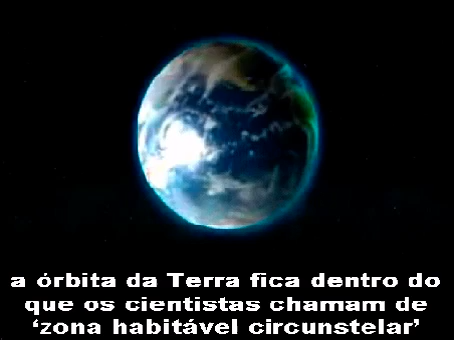 a órbita da Terra fica dentro do
que os cientistas chamam de
‘zona habitável circunstelar’